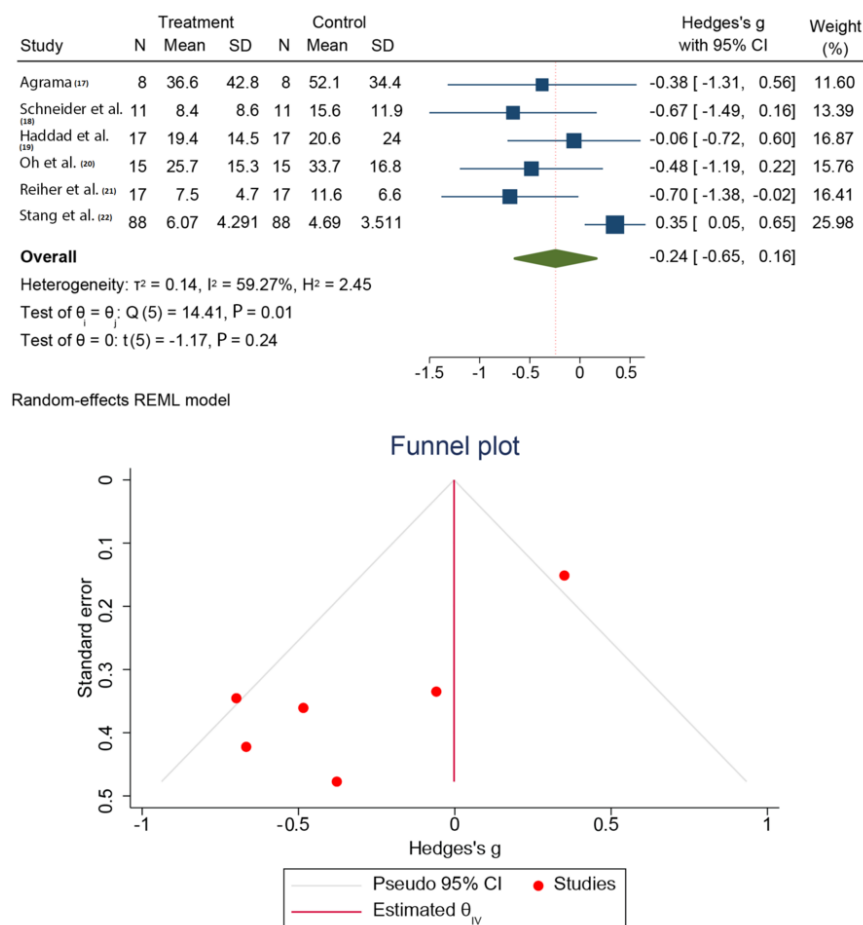 Treatment Control Hedges's g Weight
Study N Mean SD N Mean SD with 95% CI (%)
Agrama (17) 8 36.6 42.8 8 52.1 34.4 -0.38 [ -1.31, 0.56] 11.60
Schneider et al. (18) 11 8.4 8.6 11 15.6 11.9 -0.67 [ -1.49, 0.16] 13.39
Haddad et al. (19) 17 19.4 14.5 17 20.6 24 -0.06 [ -0.72, 0.60] 16.87
Oh et al. (20) 15 25.7 15.3 15 33.7 16.8 -0.48 [ -1.19, 0.22] 15.76
Reiher et al. (21) 17 7.5 4.7 17 11.6 6.6 -0.70 [ -1.38, -0.02] 16.41
Stang et al. (22) 88 6.07 4.291 88 4.69 3.511 0.35 [ 0.05, 0.65] 25.98
Overall -0.24 [ -0.65, 0.16]
Heterogeneity: τ² = 0.14, I² = 59.27%, H² = 2.45
Test of θᵢ = θⱼ: Q(5) = 14.41, P = 0.01
Test of θ = 0: t(5) = -1.17, P = 0.24
-1.5 -1 -0.5 0 0.5
Random-effects REML model
Funnel plot
Standard error
0
0.1
0.2
0.3
0.4
0.5
-1 -0.5 0 0.5 1
Hedges's g
Pseudo 95% CI Studies
Estimated θ_IV